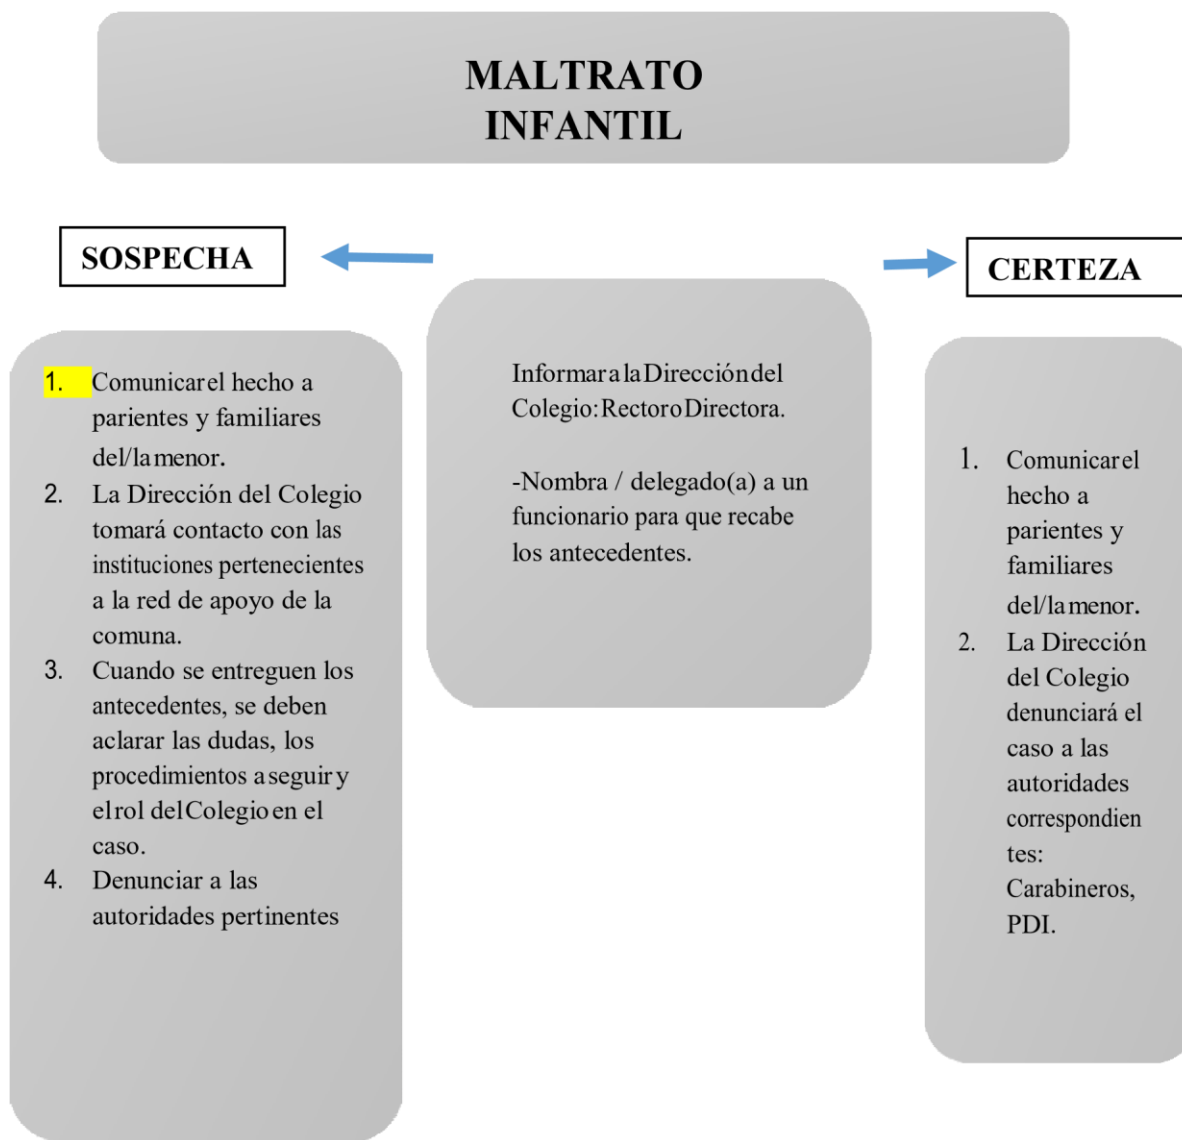 MALTRATO
INFANTIL
SOSPECHA
CERTEZA
1. Comunicar el hecho a
parientes y familiares
del/la menor.
2. La Dirección del Colegio
tomará contacto con las
instituciones pertenecientes
a la red de apoyo de la
comuna.
3. Cuando se entreguen los
antecedentes, se deben
aclarar las dudas, los
procedimientos a seguir y
el rol del Colegio en el
caso.
4. Denunciar a las
autoridades pertinentes
Informar a la Dirección del
Colegio: Rector o Directora.
-Nombra / delegado(a) a un
funcionario para que recabe
los antecedentes.
1. Comunicar el
hecho a
parientes y
familiares
del/la menor.
2. La Dirección
del Colegio
denunciará el
caso a las
autoridades
correspondien
tes:
Carabineros,
PDI.